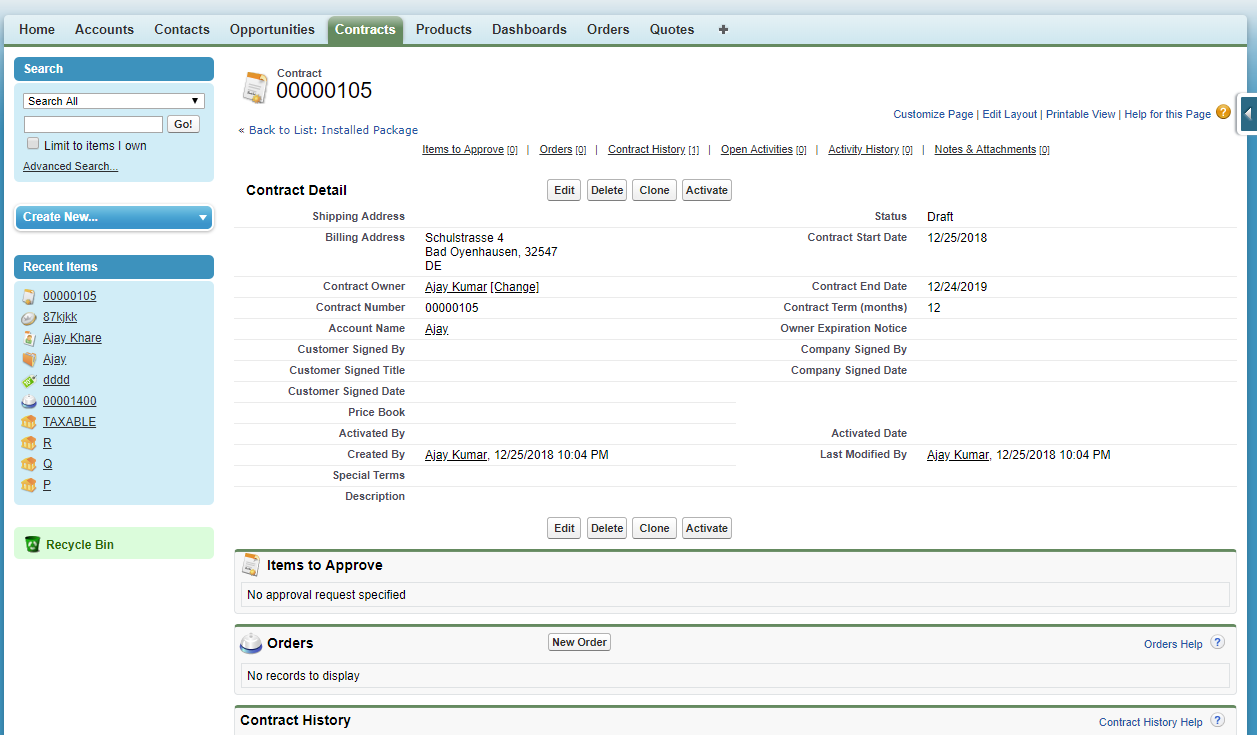 Home Accounts Contacts Opportunities Contracts Products Dashboards Orders Quotes +
Search
Search All
Go!
Limit to items I own
Advanced Search...
Create New...
Recent Items
00000105
87kjkk
Ajay Khare
Ajay
dddd
00001400
TAXABLE
R
Q
P
Recycle Bin
Contract
00000105
Customize Page | Edit Layout | Printable View | Help for this Page ?
« Back to List: Installed Package
Items to Approve [0] | Orders [0] | Contract History [1] | Open Activities [0] | Activity History [0] | Notes & Attachments [0]
Contract Detail Edit Delete Clone Activate
Shipping Address Status Draft
Billing Address Schulstrasse 4 Contract Start Date 12/25/2018
Bad Oyenhausen, 32547
DE
Contract Owner Ajay Kumar [Change] Contract End Date 12/24/2019
Contract Number 00000105 Contract Term (months) 12
Account Name Ajay Owner Expiration Notice
Customer Signed By Company Signed By
Customer Signed Title Company Signed Date
Customer Signed Date
Price Book
Activated By Activated Date
Created By Ajay Kumar, 12/25/2018 10:04 PM Last Modified By Ajay Kumar, 12/25/2018 10:04 PM
Special Terms
Description
Edit Delete Clone Activate
Items to Approve
No approval request specified
Orders New Order Orders Help ?
No records to display
Contract History Contract History Help ?